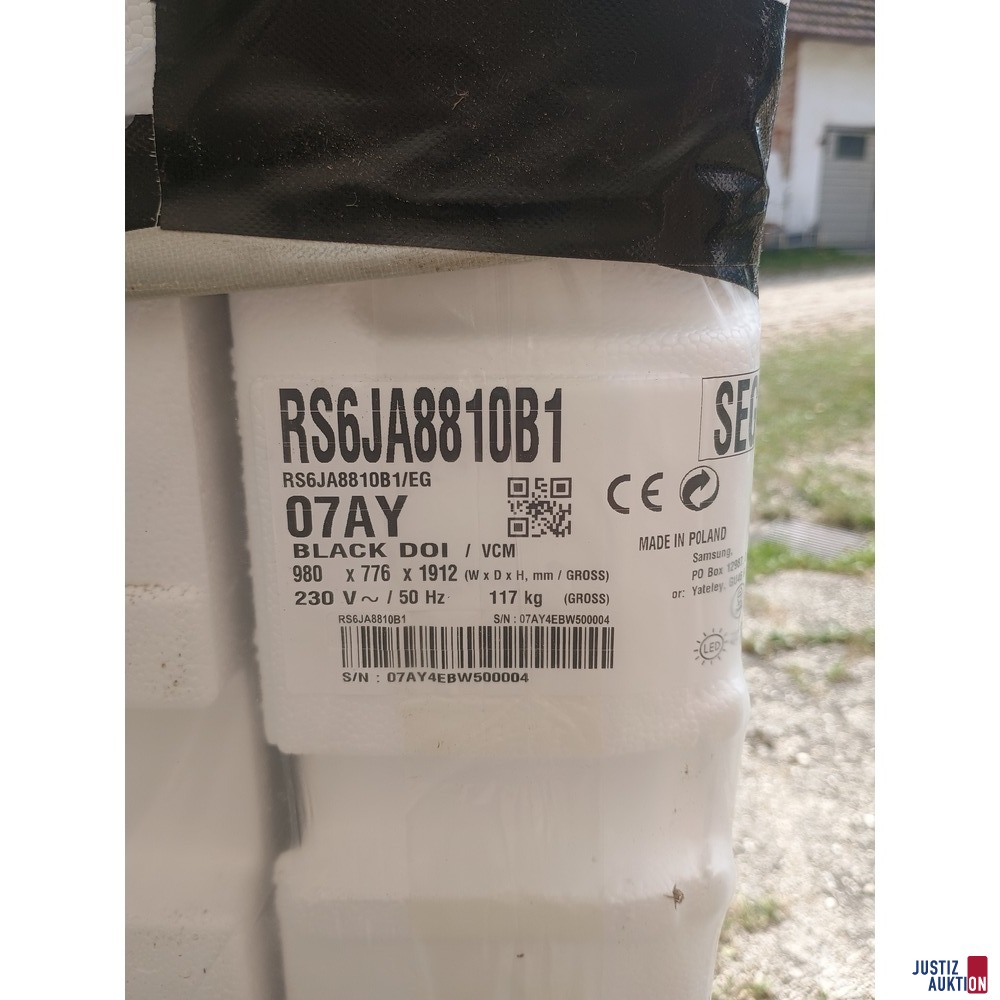 RS6JA8810B1
SEC
RS6JA8810B1/EG
07AY
BLACK DOI / VCM
MADE IN POLAND
980 x 776 x 1912 (W x D x H, mm / GROSS)
Samsung,
PO Box
230 V ~ / 50 Hz 117 kg (GROSS)
or: Yateley,
RS6JA8810B1 S/N : 07AY4EBW500004
LED
S/N : 07AY4EBW500004
JUSTIZ
AUKTION